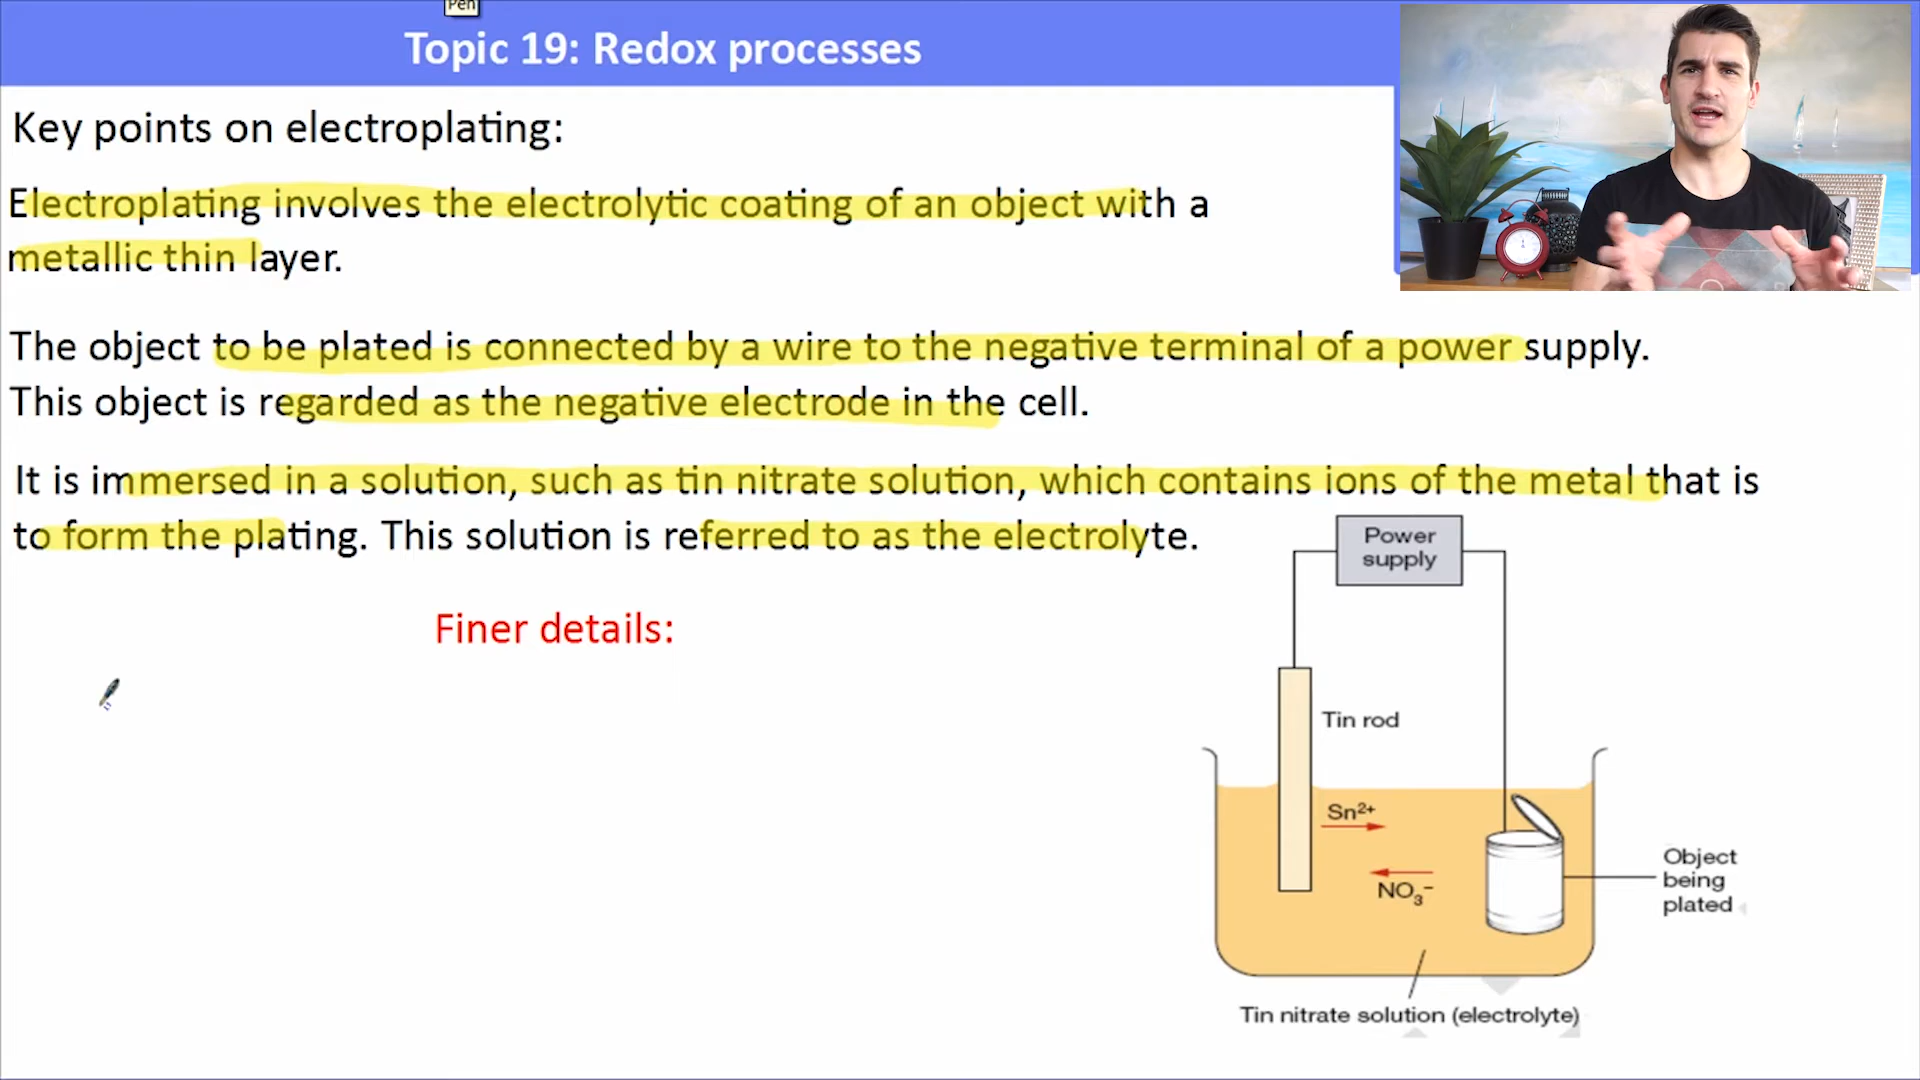 Pen
Topic 19: Redox processes
Key points on electroplating:
Electroplating involves the electrolytic coating of an object with a
metallic thin layer.
The object to be plated is connected by a wire to the negative terminal of a power supply.
This object is regarded as the negative electrode in the cell.
It is immersed in a solution, such as tin nitrate solution, which contains ions of the metal that is
to form the plating. This solution is referred to as the electrolyte.
Finer details:
Power
supply
Tin rod
Sn²⁺
NO₃⁻
Object
being
plated
Tin nitrate solution (electrolyte)